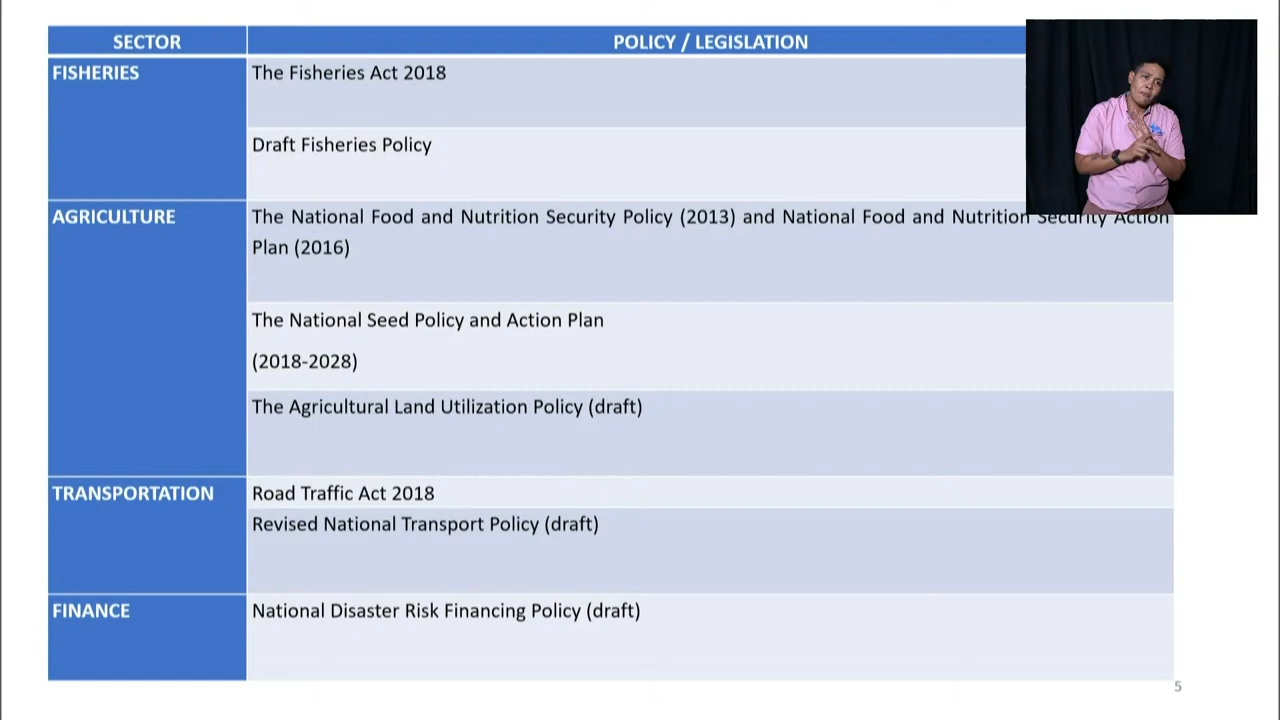 SECTOR
POLICY / LEGISLATION
FISHERIES
The Fisheries Act 2018
Draft Fisheries Policy
AGRICULTURE
The National Food and Nutrition Security Policy (2013) and National Food and Nutrition Security Action
Plan (2016)
The National Seed Policy and Action Plan
(2018-2028)
The Agricultural Land Utilization Policy (draft)
TRANSPORTATION
Road Traffic Act 2018
Revised National Transport Policy (draft)
FINANCE
National Disaster Risk Financing Policy (draft)
5